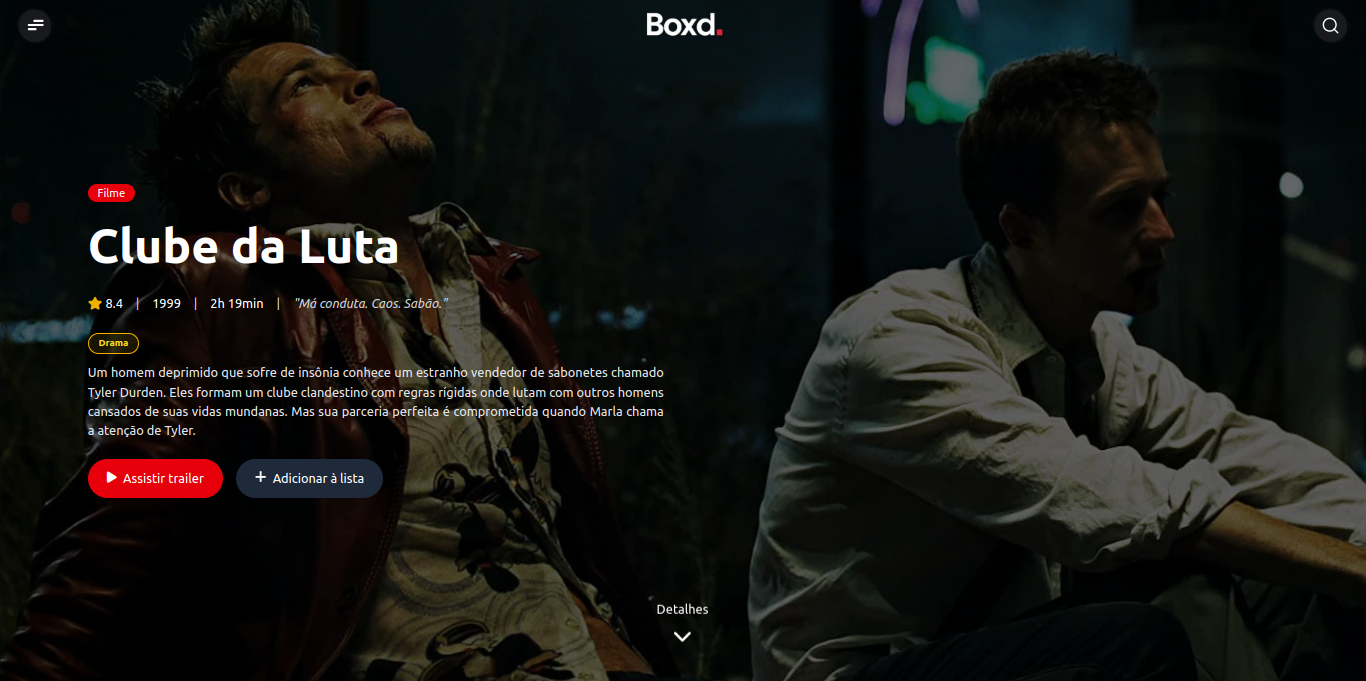 Boxd.
Filme
Clube da Luta
8.4 | 1999 | 2h 19min | "Má conduta. Caos. Sabão."
Drama
Um homem deprimido que sofre de insônia conhece um estranho vendedor de sabonetes chamado
Tyler Durden. Eles formam um clube clandestino com regras rígidas onde lutam com outros homens
cansados de suas vidas mundanas. Mas sua parceria perfeita é comprometida quando Marla chama
a atenção de Tyler.
Assistir trailer
Adicionar à lista
Detalhes